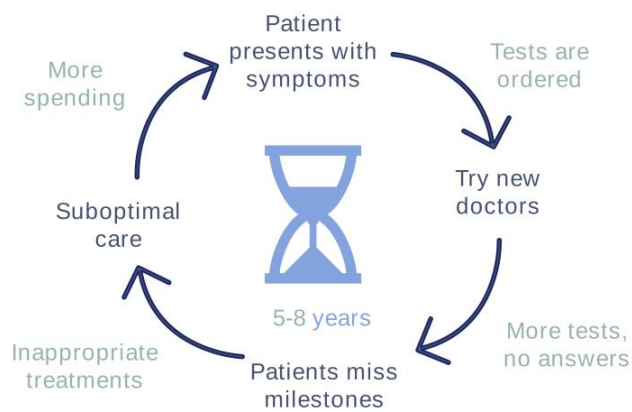 Patient
presents with
symptoms
Tests are
ordered
Try new
doctors
More tests,
no answers
Patients miss
milestones
Inappropriate
treatments
Suboptimal
care
More
spending
5-8 years